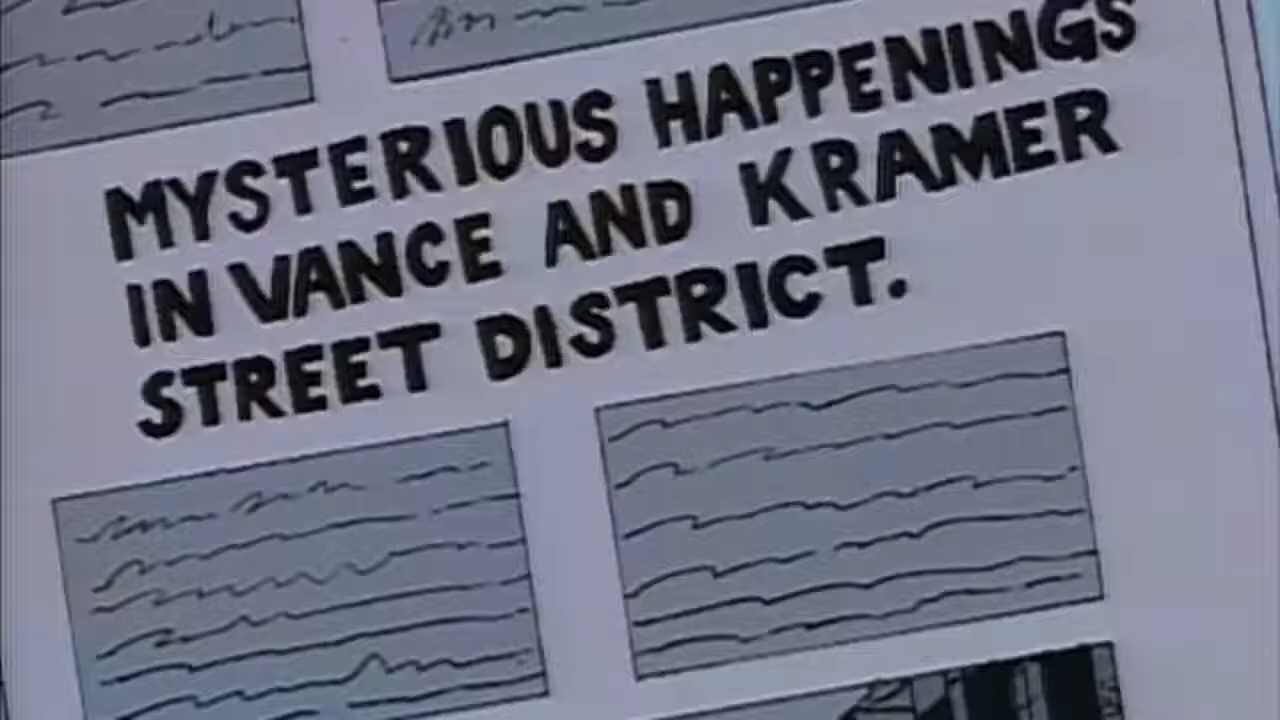 MYSTERIOUS HAPPENINGS
IN VANCE AND KRAMER
STREET DISTRICT.